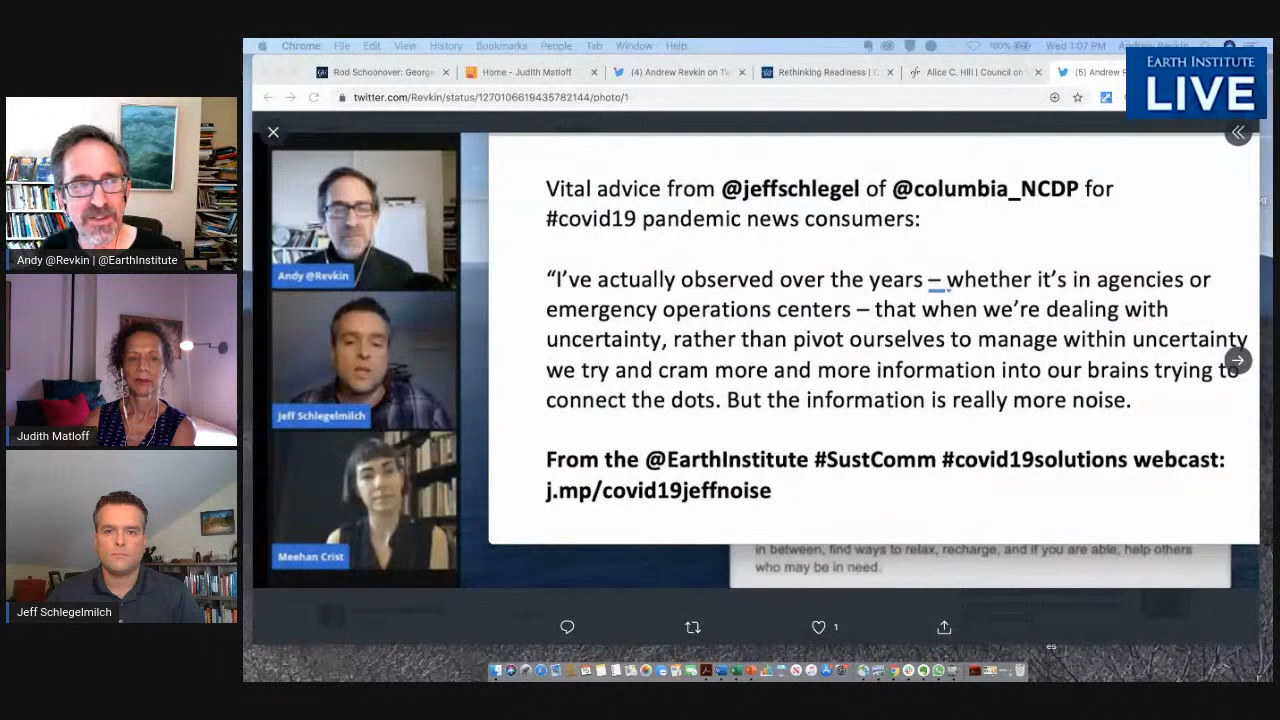 Chrome File Edit View History Bookmarks People Tab Window Help
100% Wed 1:07 PM Andrew Revkin
EARTH INSTITUTE
LIVE
Rod Schoonover: George
Home - Judith Matloff
(4) Andrew Revkin on Tw
Rethinking Readiness | C
Alice C. Hill | Council on
(5) Andrew R
twitter.com/Revkin/status/1270106619435782144/photo/1
Andy @Revkin | @EarthInstitute
Judith Matloff
Jeff Schlegelmilch
Andy @Revkin
Jeff Schlegelmilch
Meehan Crist
Vital advice from @jeffschlegel of @columbia_NCDP for
#covid19 pandemic news consumers:
“I’ve actually observed over the years – whether it’s in agencies or
emergency operations centers – that when we’re dealing with
uncertainty, rather than pivot ourselves to manage within uncertainty
we try and cram more and more information into our brains trying to
connect the dots. But the information is really more noise.
From the @EarthInstitute #SustComm #covid19solutions webcast:
j.mp/covid19jeffnoise
in between, find ways to relax, recharge, and if you are able, help others
who may be in need.
1
es